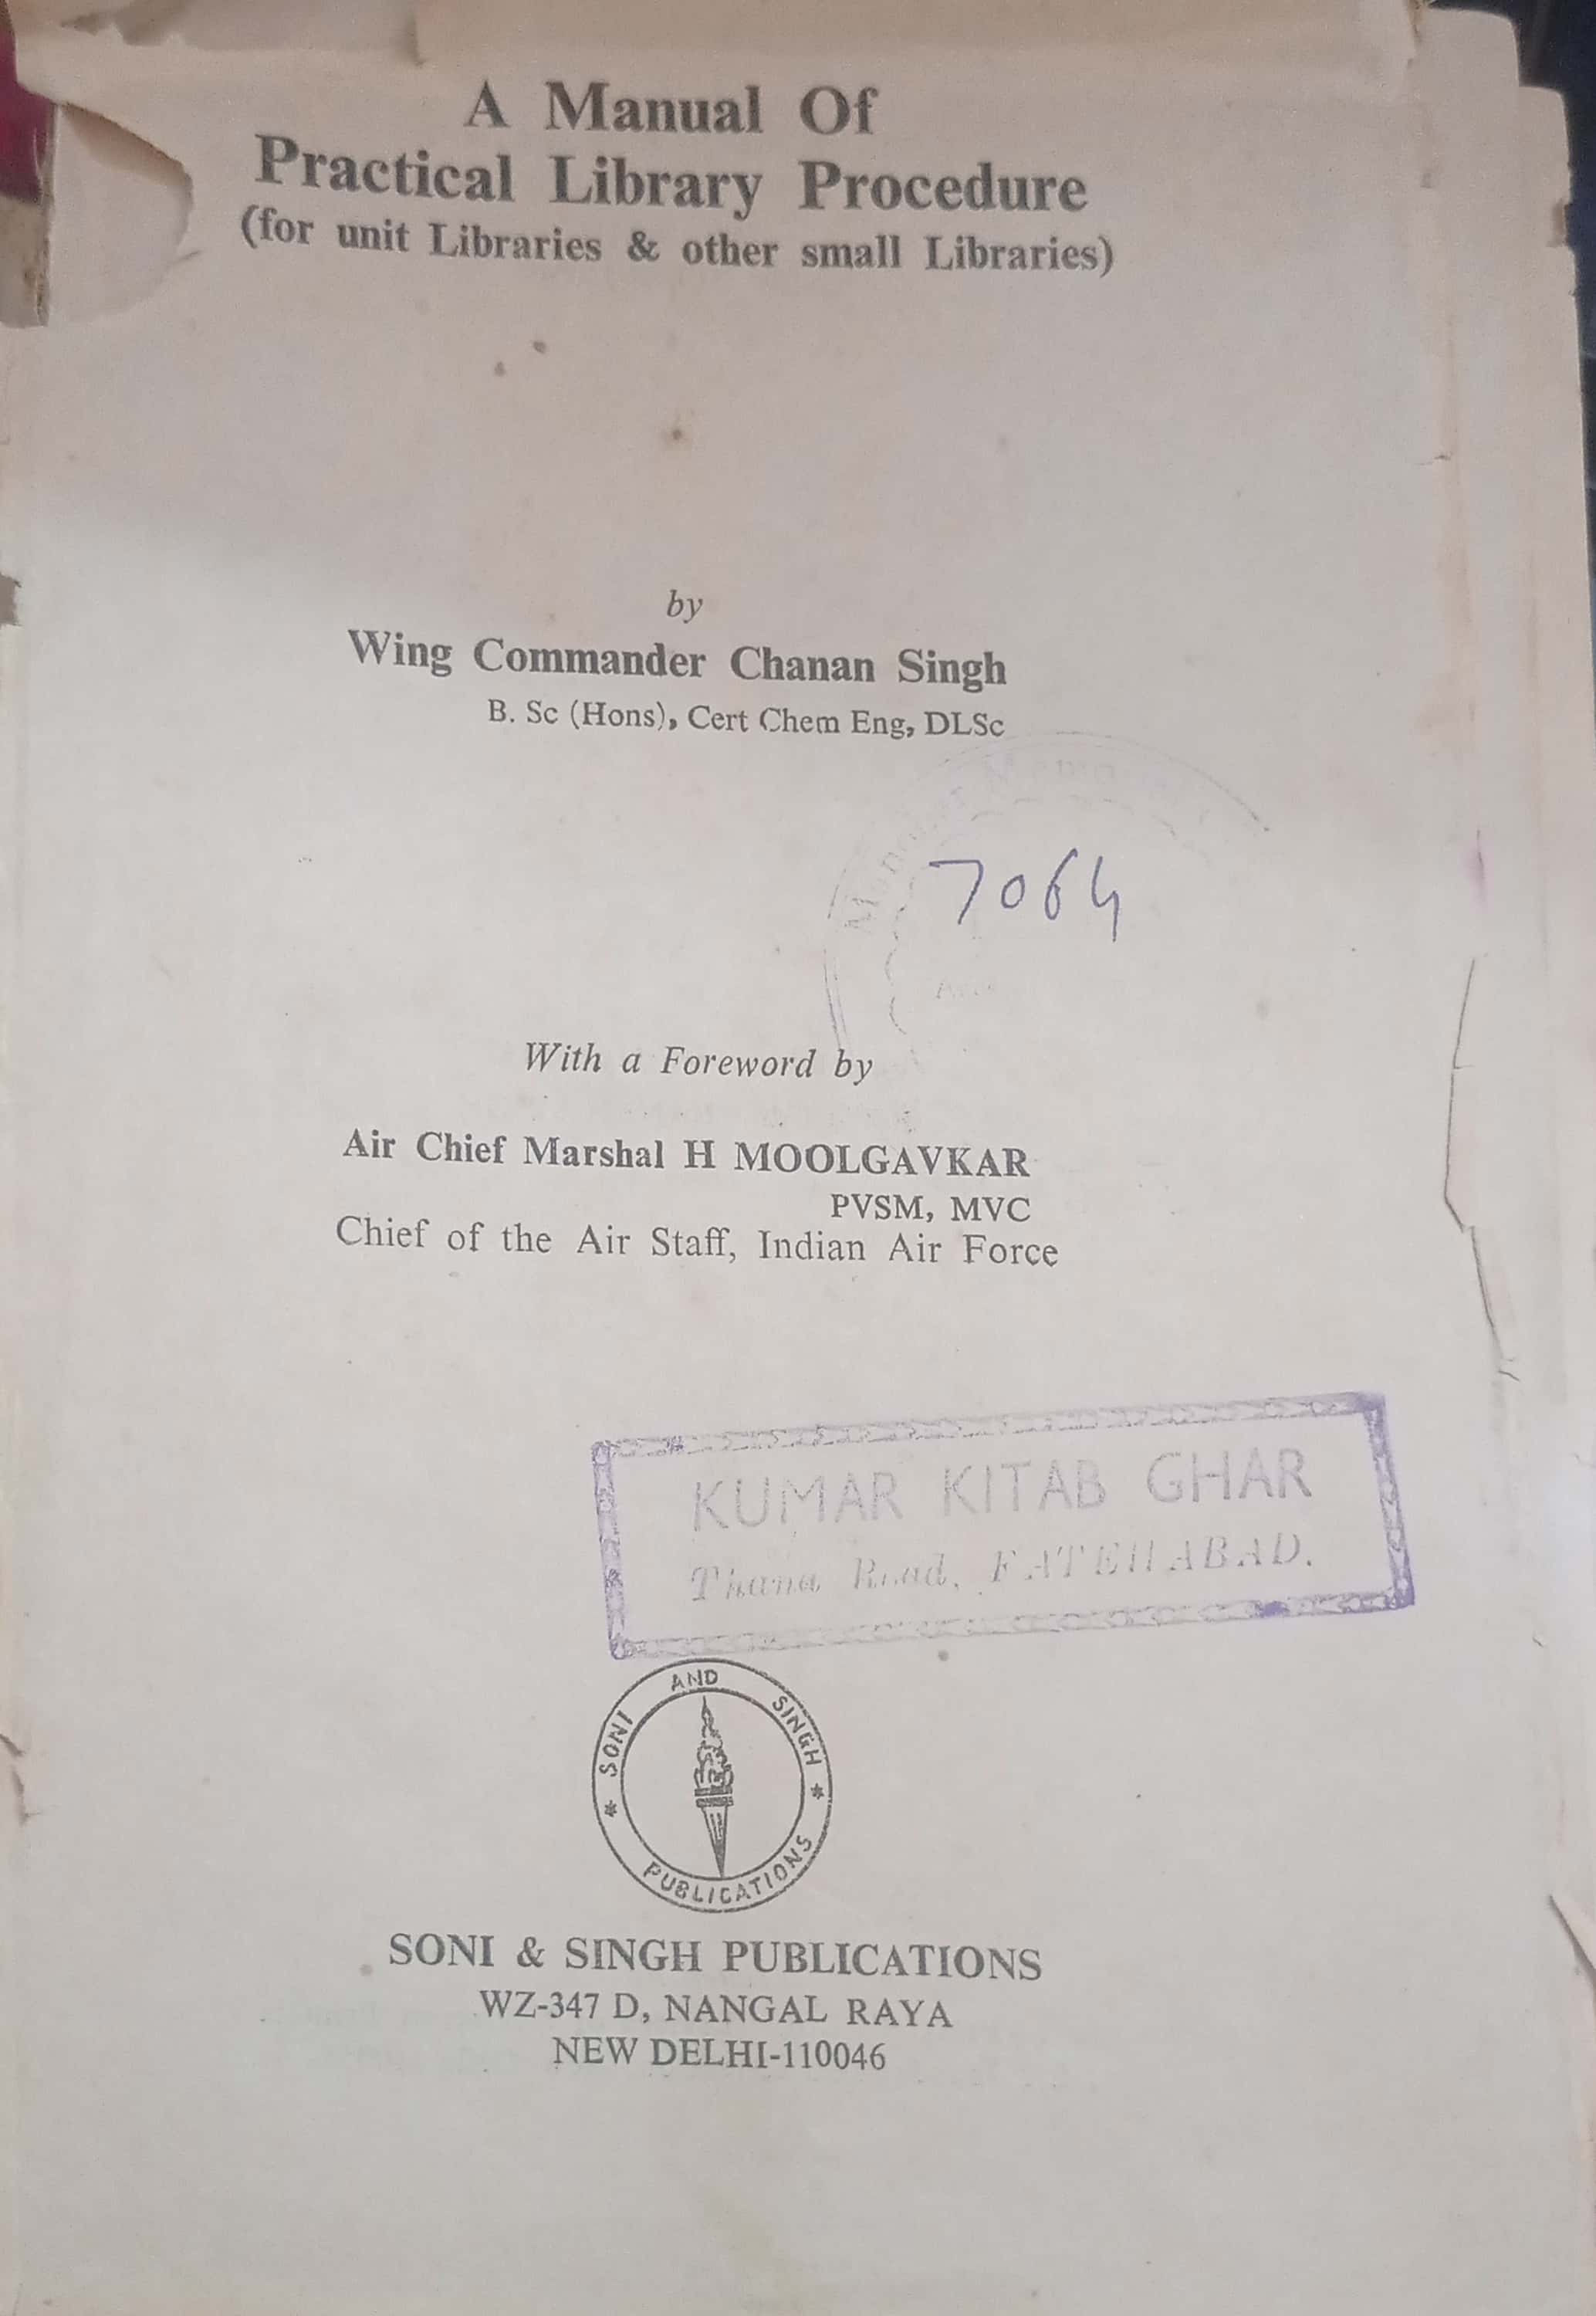 A Manual Of
Practical Library Procedure
(for unit Libraries & other small Libraries)
by
Wing Commander Chanan Singh
B. Sc (Hons), Cert Chem Eng, DLSc
7064
With a Foreword by
Air Chief Marshal H MOOLGAVKAR
PVSM, MVC
Chief of the Air Staff, Indian Air Force
KUMAR KITAB GHAR
Thana Road, FATEHABAD.
* SONI AND SINGH *
PUBLICATIONS
SONI & SINGH PUBLICATIONS
WZ-347 D, NANGAL RAYA
NEW DELHI-110046